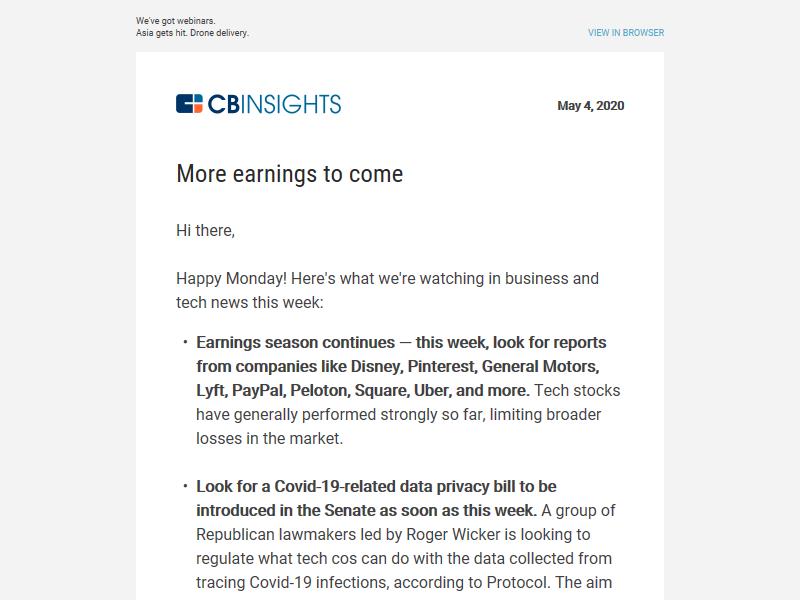 We've got webinars.
Asia gets hit. Drone delivery.
VIEW IN BROWSER
CBINSIGHTS
May 4, 2020
More earnings to come
Hi there,
Happy Monday! Here's what we're watching in business and
tech news this week:
• Earnings season continues — this week, look for reports
from companies like Disney, Pinterest, General Motors,
Lyft, PayPal, Peloton, Square, Uber, and more. Tech stocks
have generally performed strongly so far, limiting broader
losses in the market.
• Look for a Covid-19-related data privacy bill to be
introduced in the Senate as soon as this week. A group of
Republican lawmakers led by Roger Wicker is looking to
regulate what tech cos can do with the data collected from
tracing Covid-19 infections, according to Protocol. The aim